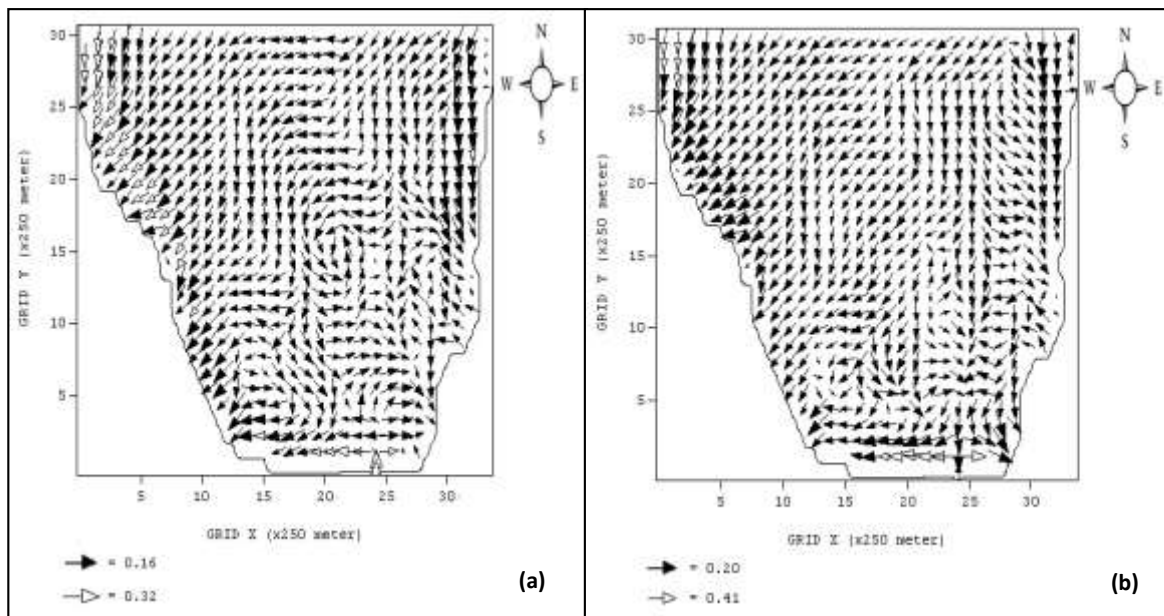 30
25
20
15
10
5
GRID Y (x250 meter)
5 10 15 20 25 30
GRID X (x250 meter)
= 0.16
= 0.32
(a)
N
W E
S
30
25
20
15
10
5
GRID Y (x250 meter)
5 10 15 20 25 30
GRID X (x250 meter)
= 0.20
= 0.41
(b)
N
W E
S